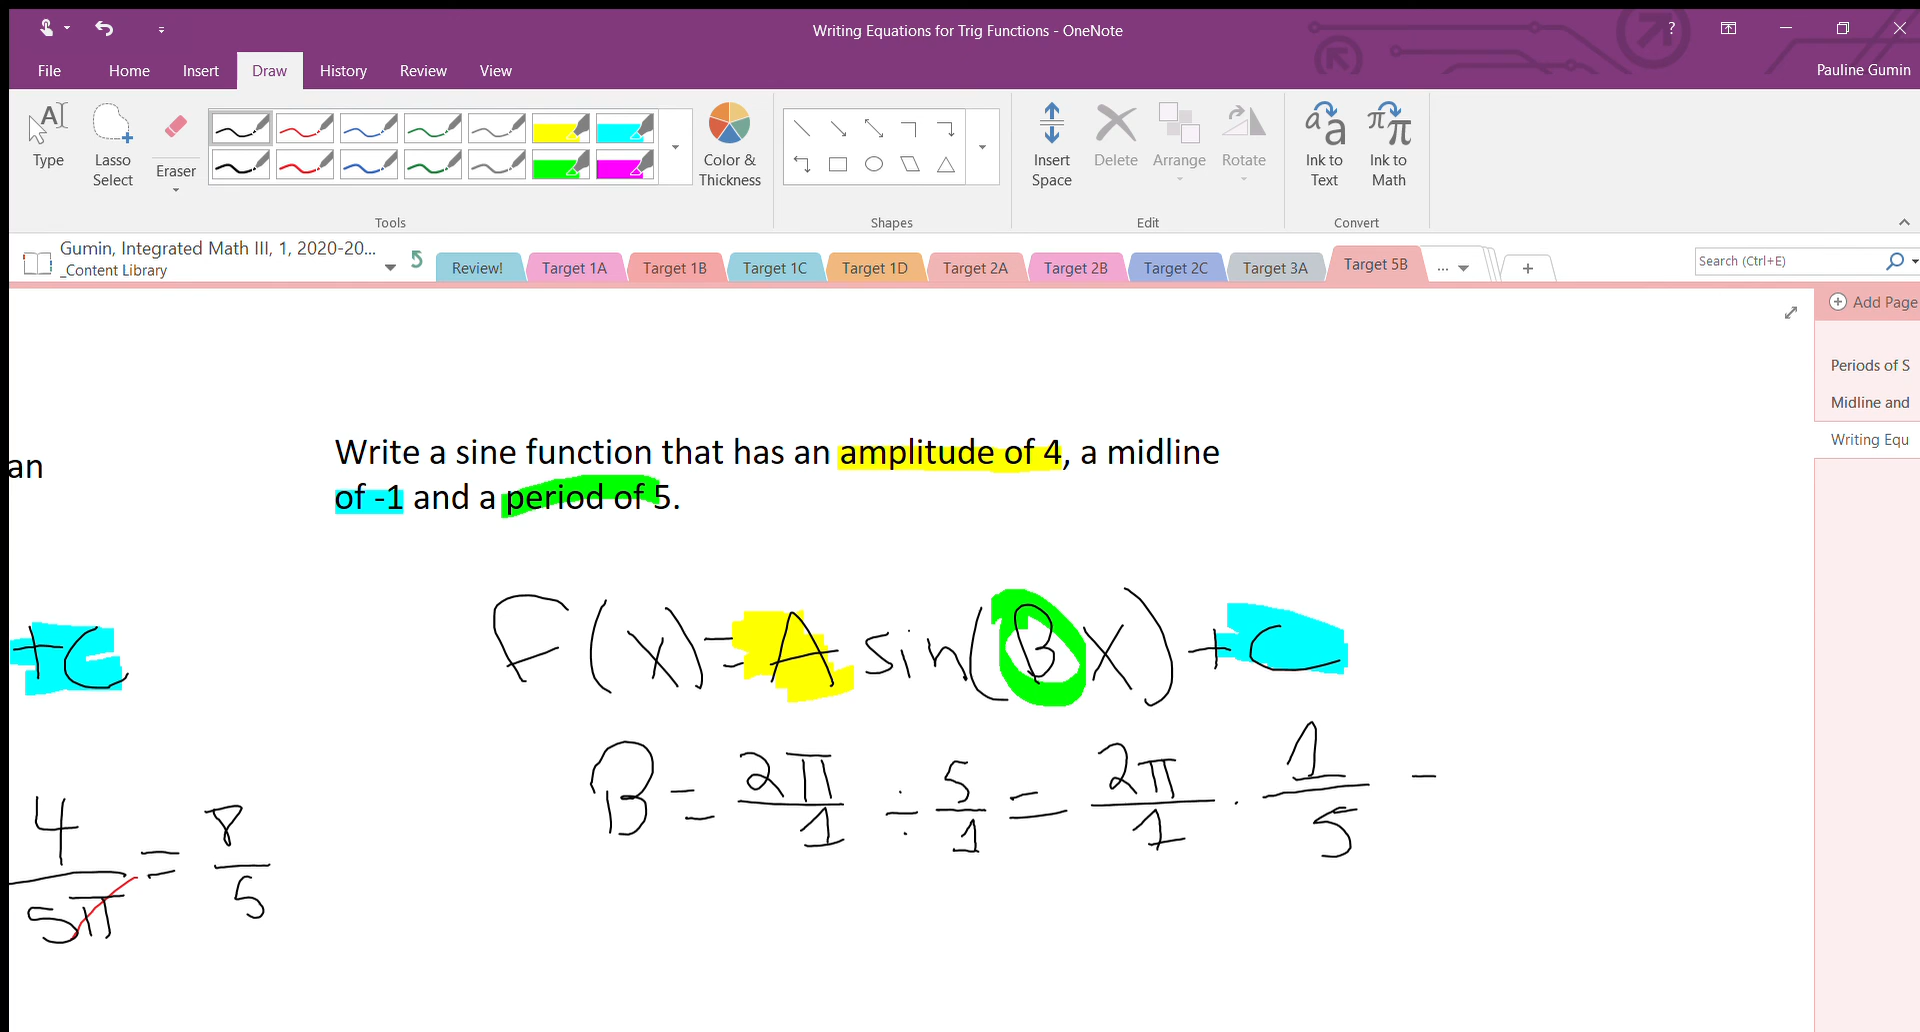 Writing Equations for Trig Functions - OneNote
?
File Home Insert Draw History Review View
Pauline Gumin
Type
Lasso Select
Eraser
Color & Thickness
Insert Space
Delete
Arrange
Rotate
Ink to Text
Ink to Math
Tools
Shapes
Edit
Convert
Gumin, Integrated Math III, 1, 2020-20...
_Content Library
Review! Target 1A Target 1B Target 1C Target 1D Target 2A Target 2B Target 2C Target 3A Target 5B ... +
Search (Ctrl+E)
Add Page
Periods of S
Midline and
Writing Equ
an
Write a sine function that has an amplitude of 4, a midline
of -1 and a period of 5.
+C
F(x)=A sin(BX)+C
B = 2π/1 ÷ 5/1 = 2π/1 · 1/5 -
4/5π = 8/5